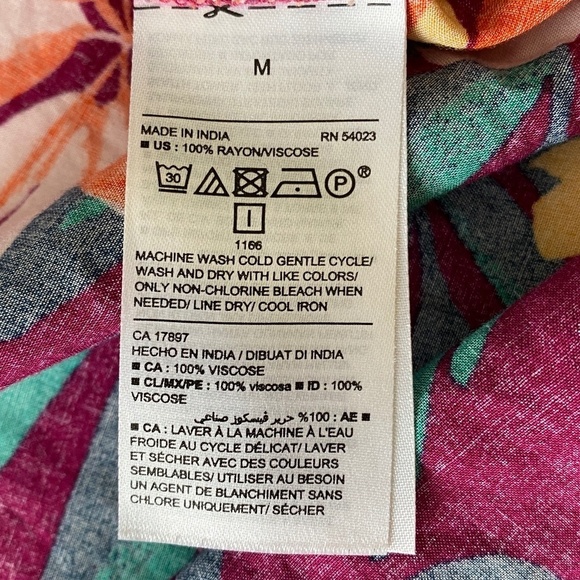 M
MADE IN INDIA RN 54023
■ US : 100% RAYON/VISCOSE
30 P ®
1166
MACHINE WASH COLD GENTLE CYCLE/
WASH AND DRY WITH LIKE COLORS/
ONLY NON-CHLORINE BLEACH WHEN
NEEDED/ LINE DRY/ COOL IRON
CA 17897
HECHO EN INDIA / DIBUAT DI INDIA
■ CA : 100% VISCOSE
■ CL/MX/PE : 100% viscosa ■ ID : 100%
VISCOSE
■ AE : 100% حرير فيسكوز صناعي
■ CA : LAVER À LA MACHINE À L'EAU
FROIDE AU CYCLE DÉLICAT/ LAVER
ET SÉCHER AVEC DES COULEURS
SEMBLABLES/ UTILISER AU BESOIN
UN AGENT DE BLANCHIMENT SANS
CHLORE UNIQUEMENT/ SÉCHER